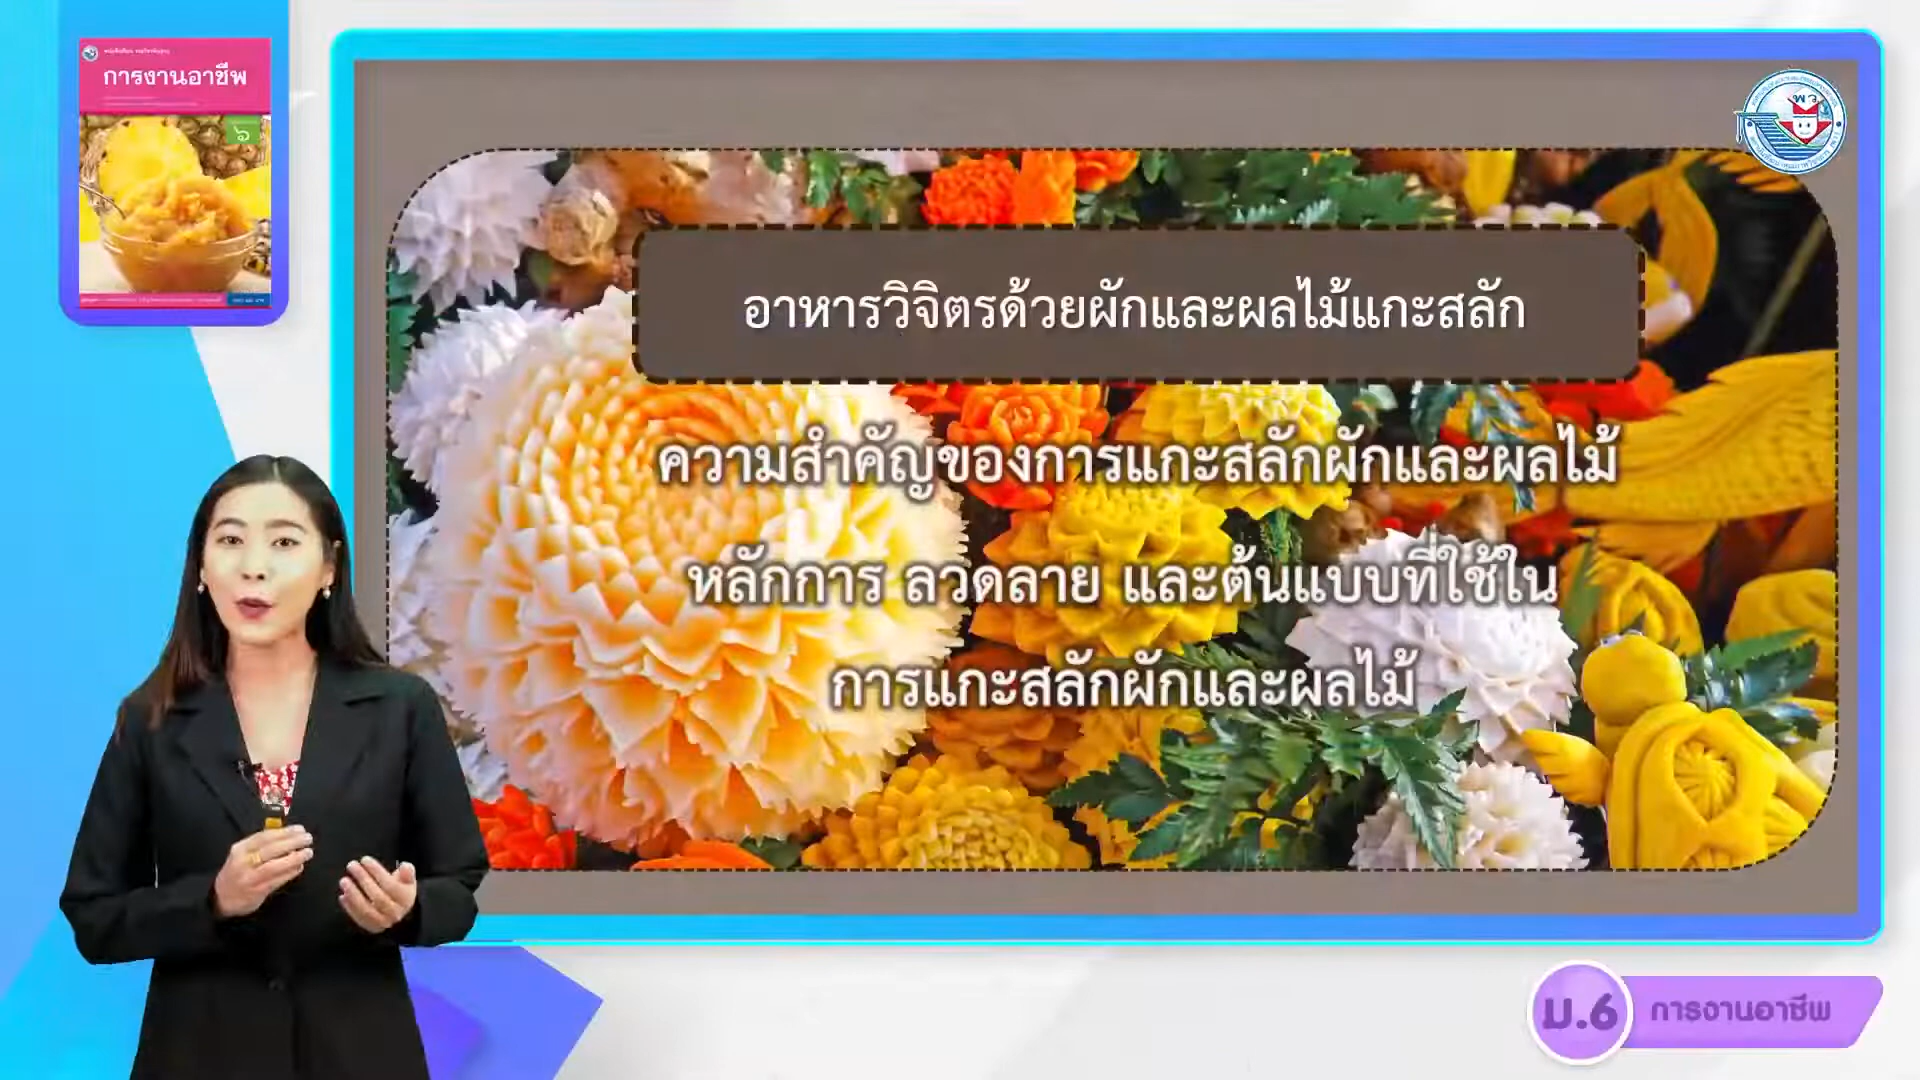 การงานอาชีพ
๖
พว
อาหารวิจิตรด้วยผักและผลไม้แกะสลัก
ความสำคัญของการแกะสลักผักและผลไม้
หลักการ ลวดลาย และต้นแบบที่ใช้ใน
การแกะสลักผักและผลไม้
ม.6 การงานอาชีพ